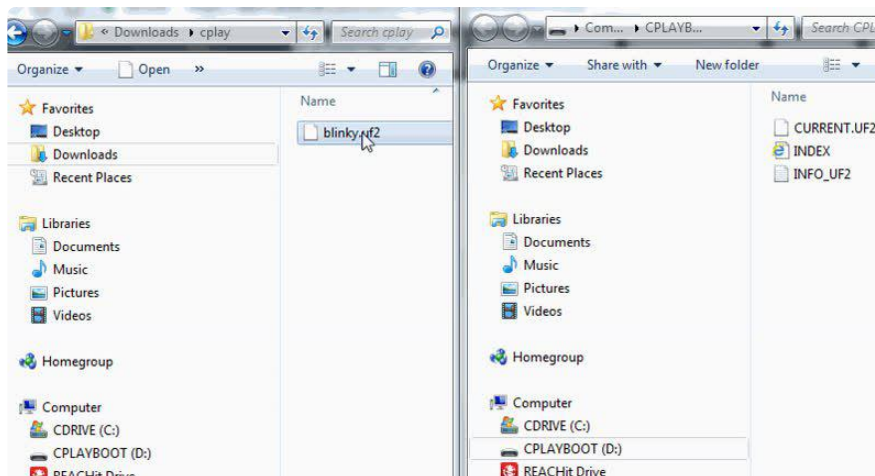 « Downloads ▸ cplay
Search cplay
Organize ▾ Open »
Name
blinky.uf2
Favorites
Desktop
Downloads
Recent Places
Libraries
Documents
Music
Pictures
Videos
Homegroup
Computer
CDRIVE (C:)
CPLAYBOOT (D:)
REACHit Drive
▸ Com... ▸ CPLAYB...
Search CPL
Organize ▾ Share with ▾ New folder
Name
CURRENT.UF2
INDEX
INFO_UF2
Favorites
Desktop
Downloads
Recent Places
Libraries
Documents
Music
Pictures
Videos
Homegroup
Computer
CDRIVE (C:)
CPLAYBOOT (D:)
REACHit Drive